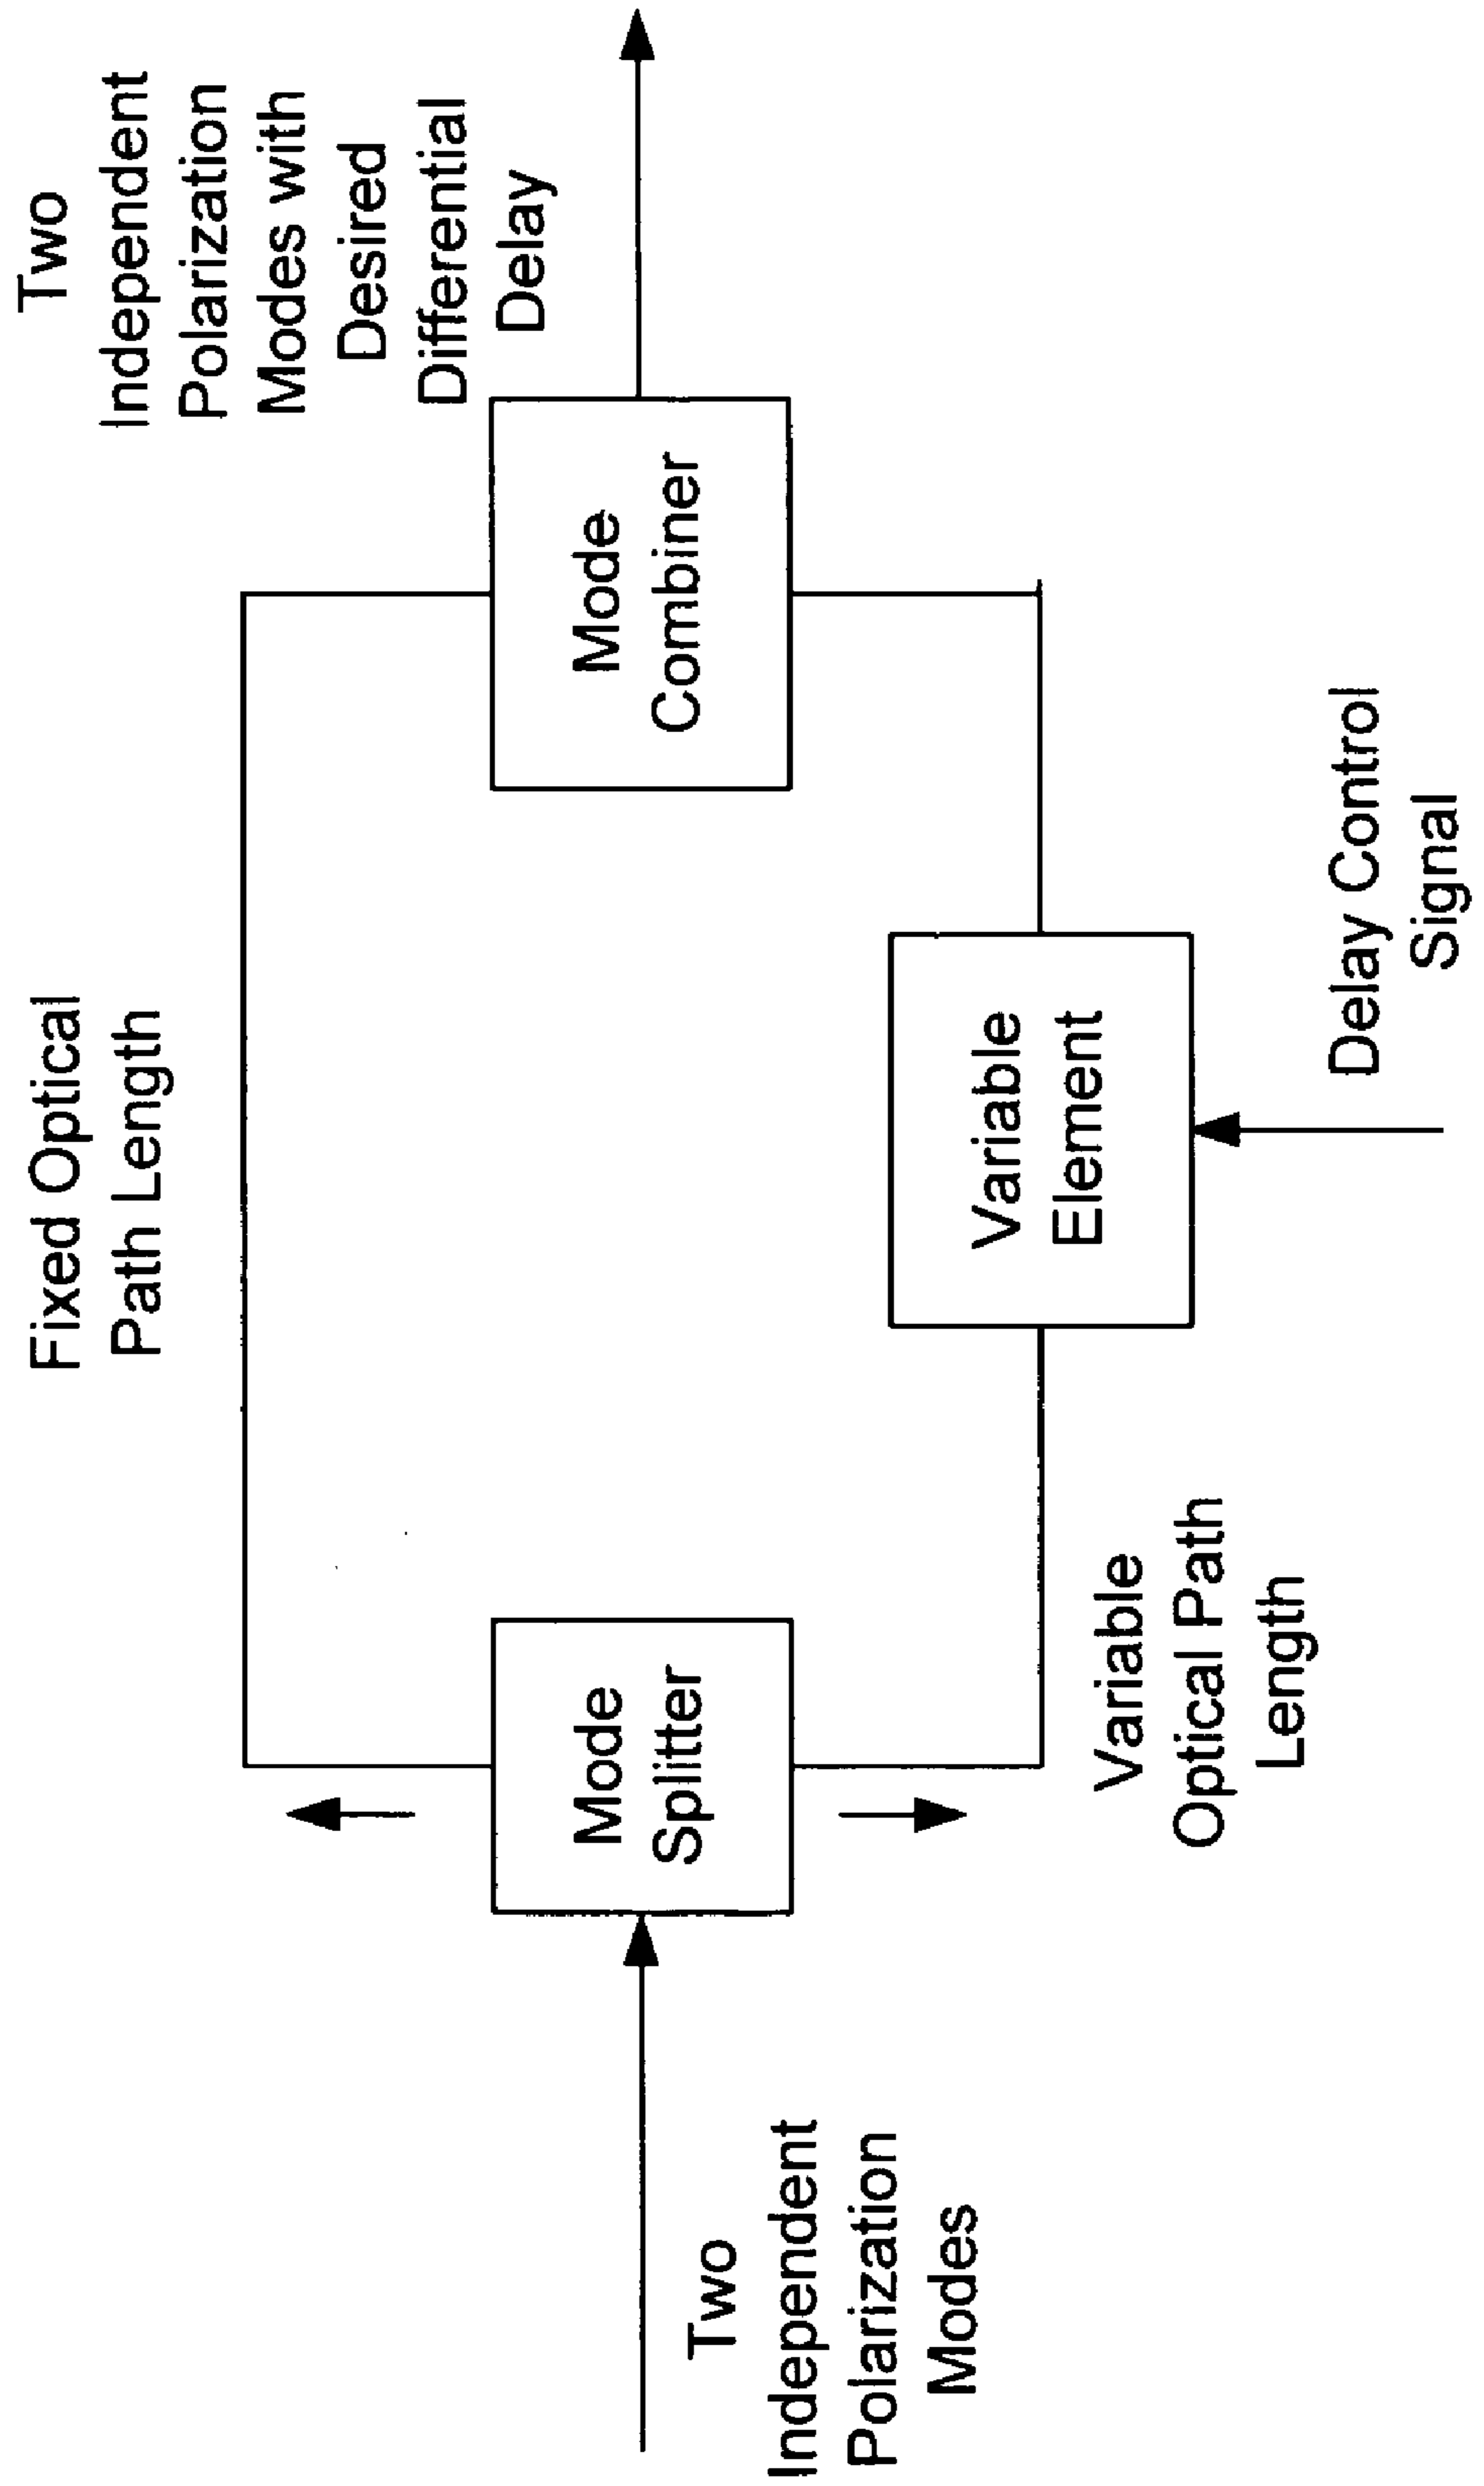 Two
Independent
Polarization
Modes
Mode
Splitter
Fixed Optical
Path Length
Variable
Optical Path
Length
Variable
Element
Delay Control
Signal
Mode
Combiner
Two
Independent
Polarization
Modes with
Desired
Differential
Delay